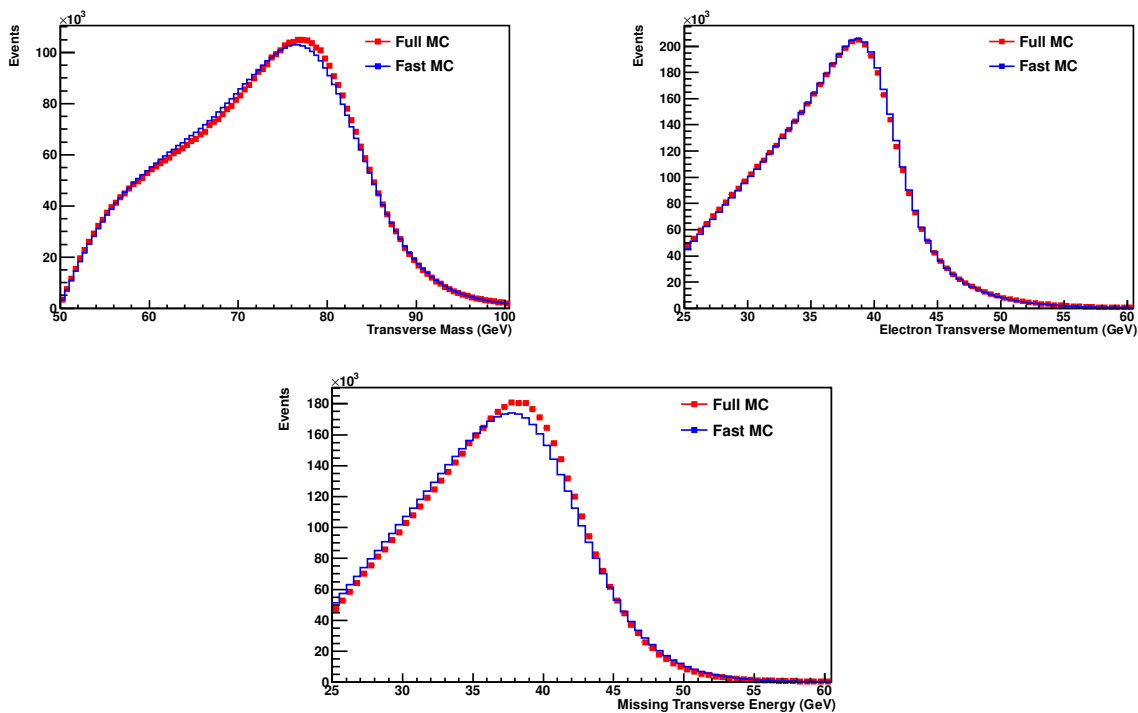 ×10³
Events
100
80
60
40
20
0
Full MC
Fast MC
50 60 70 80 90 100
Transverse Mass (GeV)
×10³
Events
200
180
160
140
120
100
80
60
40
20
0
Full MC
Fast MC
25 30 35 40 45 50 55 60
Electron Transverse Momementum (GeV)
×10³
Events
180
160
140
120
100
80
60
40
20
0
Full MC
Fast MC
25 30 35 40 45 50 55 60
Missing Transverse Energy (GeV)